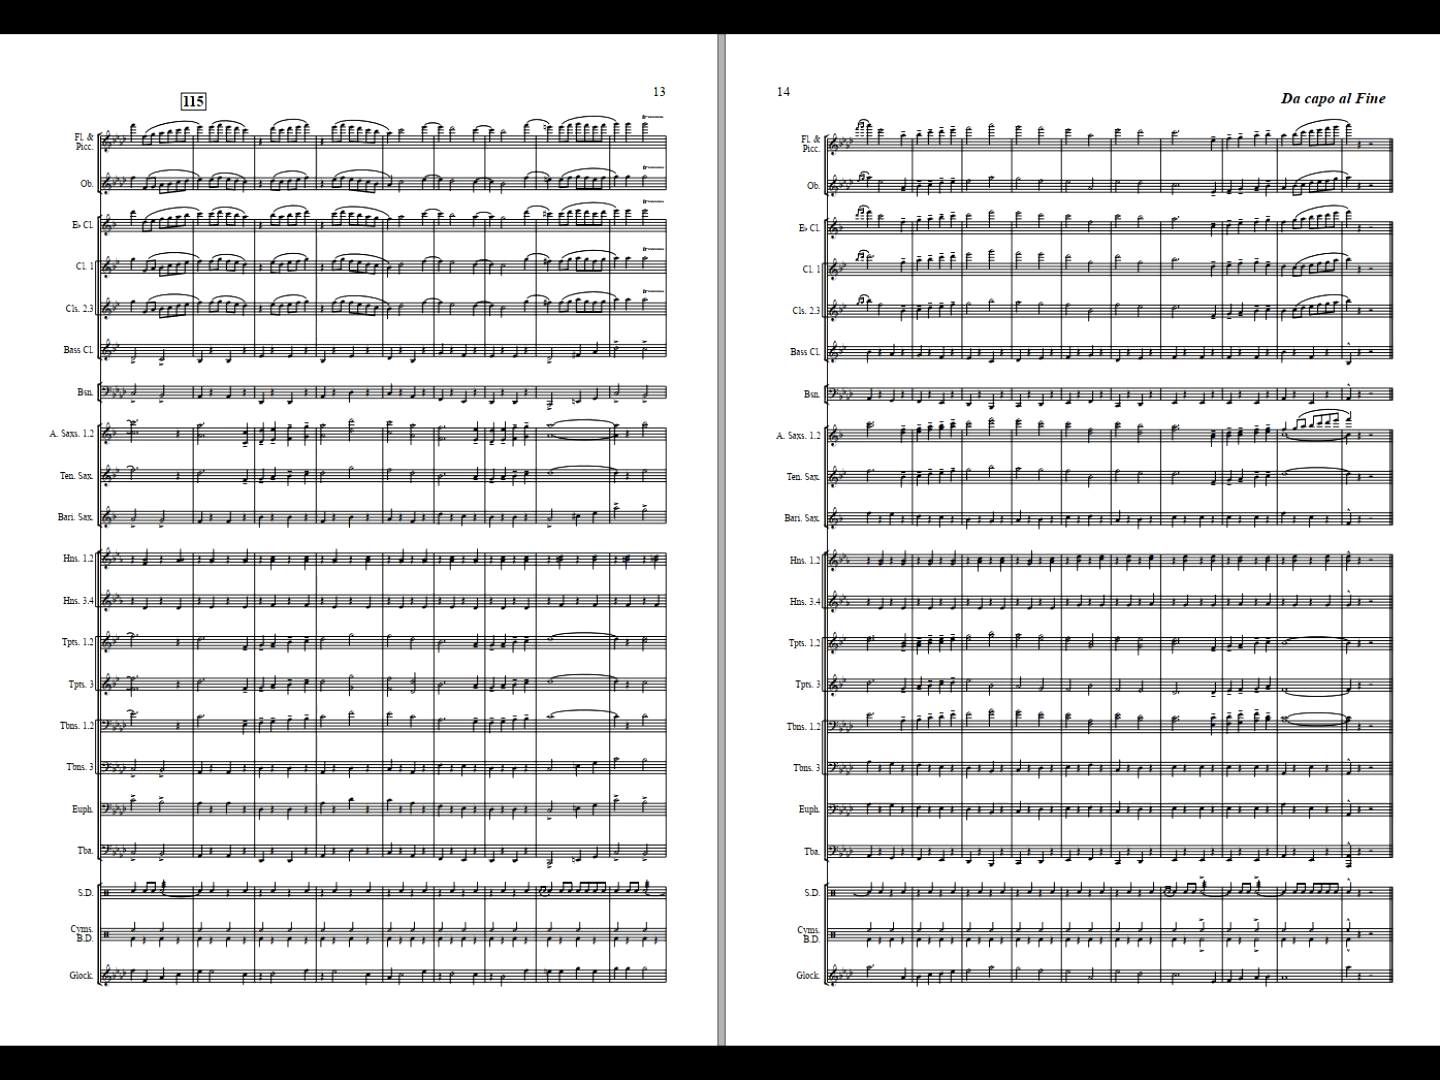 13
115
Fl. &
Picc.
Ob.
E♭ Cl.
Cl. 1
Cls. 2.3
Bass Cl.
Bsn.
A. Saxs. 1.2
Ten. Sax.
Bari. Sax.
Hns. 1.2
Hns. 3.4
Tpts. 1.2
Tpts. 3
Tbns. 1.2
Tbns. 3
Euph.
Tba.
S.D.
Cyms.
B.D.
Glock.
14
Da capo al Fine
Fl. &
Picc.
Ob.
E♭ Cl.
Cl. 1
Cls. 2.3
Bass Cl.
Bsn.
A. Saxs. 1.2
Ten. Sax.
Bari. Sax.
Hns. 1.2
Hns. 3.4
Tpts. 1.2
Tpts. 3
Tbns. 1.2
Tbns. 3
Euph.
Tba.
S.D.
Cyms.
B.D.
Glock.